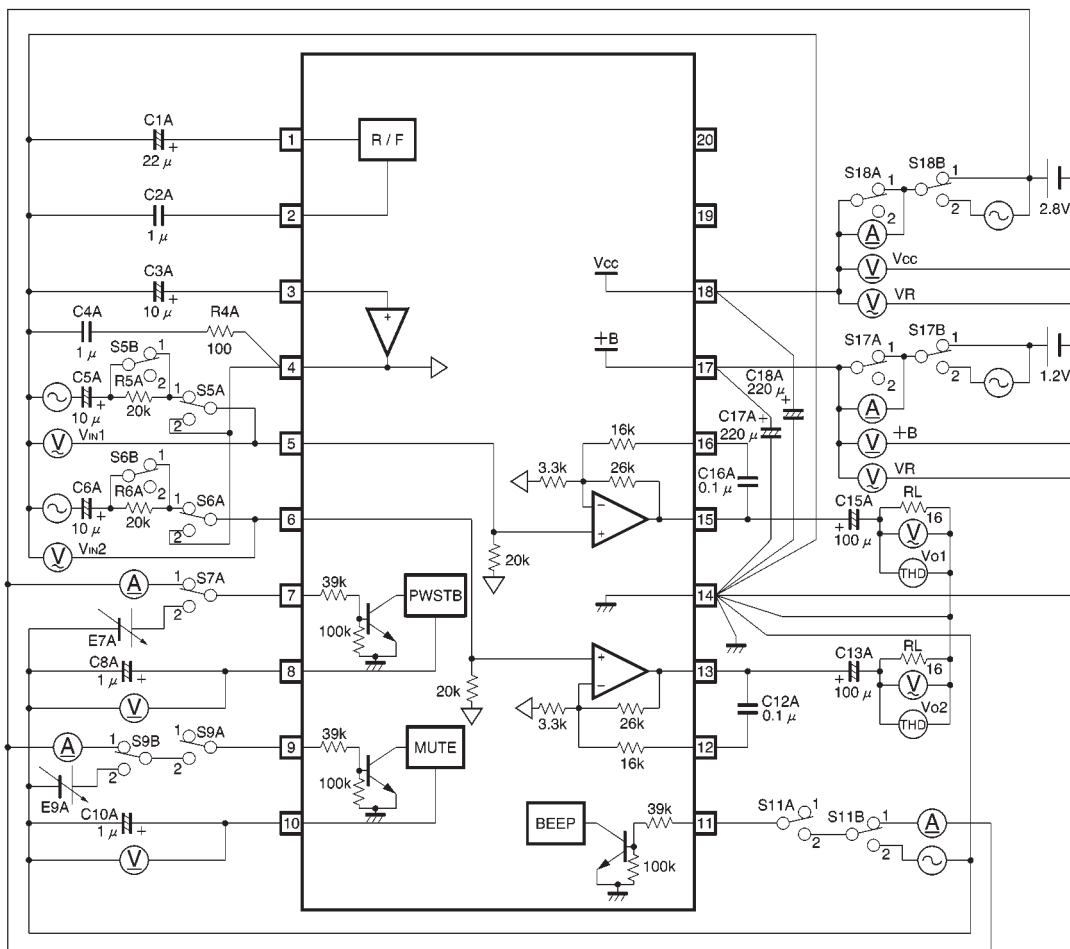 C1A
22 μ
+
1
R / F
20
C2A
1 μ
2
19
C3A
10 μ
+
3
Vcc
18
C4A
1 μ
R4A
100
4
+
+B
17
S5B
1
2
C5A
10 μ
+
R5A
20k
1
2
S5A
VIN1
5
S6B
1
2
C6A
10 μ
+
R6A
20k
1
2
S6A
VIN2
6
16k
16
3.3k
26k
−
+
15
20k
C16A
0.1 μ
C17A
+
220 μ
C18A
220 μ
+
S18A
1
2
S18B
1
2
2.8V
A
V
Vcc
V
VR
S17A
1
2
S17B
1
2
1.2V
A
V
+B
V
VR
C15A
+
100 μ
RL
16
V
Vo1
THD
A
1
2
S7A
7
39k
100k
PWSTB
14
E7A
C8A
1 μ
+
8
V
20k
+
−
13
3.3k
26k
16k
12
C12A
0.1 μ
C13A
+
100 μ
RL
16
V
Vo2
THD
A
1
2
S9B
1
2
S9A
9
39k
100k
MUTE
E9A
C10A
1 μ
+
10
V
BEEP
39k
100k
11
S11A
1
2
S11B
1
2
A